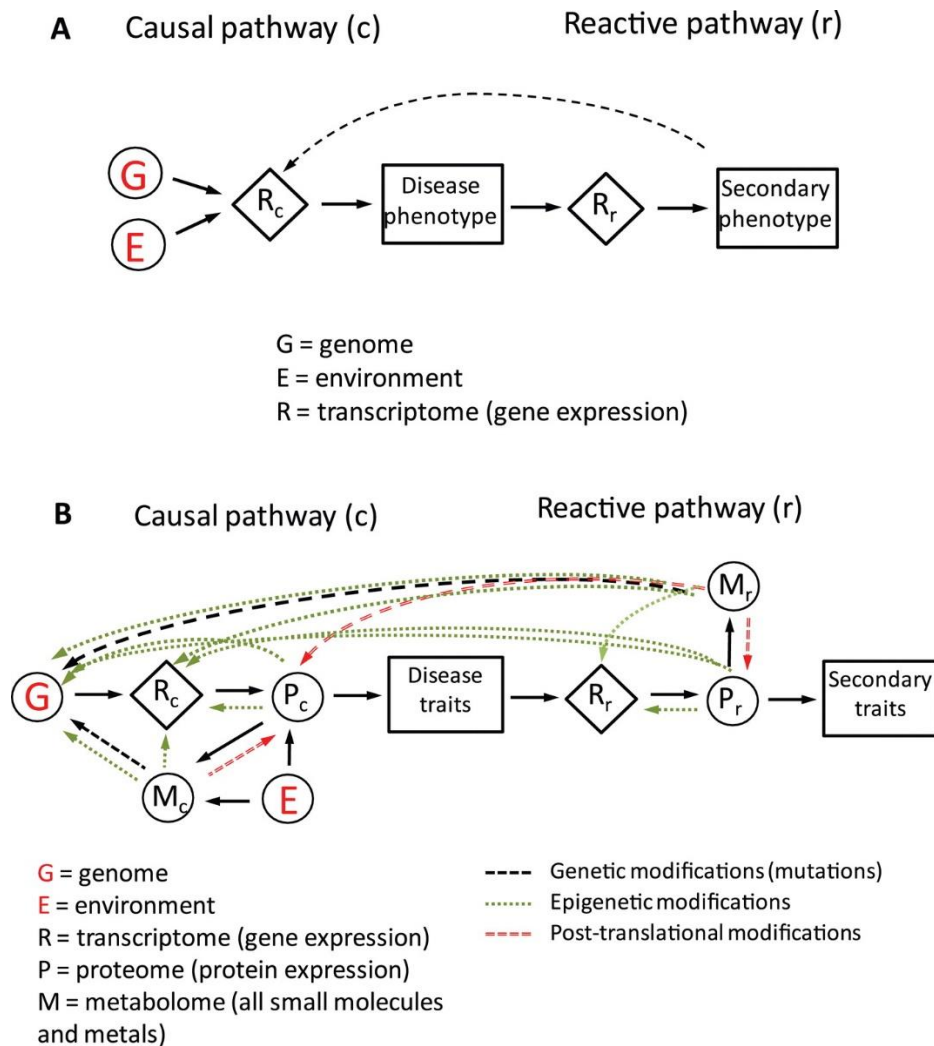 A
Causal pathway (c)
Reactive pathway (r)
G
E
Rc
Disease
phenotype
Rr
Secondary
phenotype
G = genome
E = environment
R = transcriptome (gene expression)
B
Causal pathway (c)
Reactive pathway (r)
Mr
G
Rc
Pc
Disease
traits
Rr
Pr
Secondary
traits
Mc
E
G = genome
E = environment
R = transcriptome (gene expression)
P = proteome (protein expression)
M = metabolome (all small molecules
and metals)
Genetic modifications (mutations)
Epigenetic modifications
Post-translational modifications